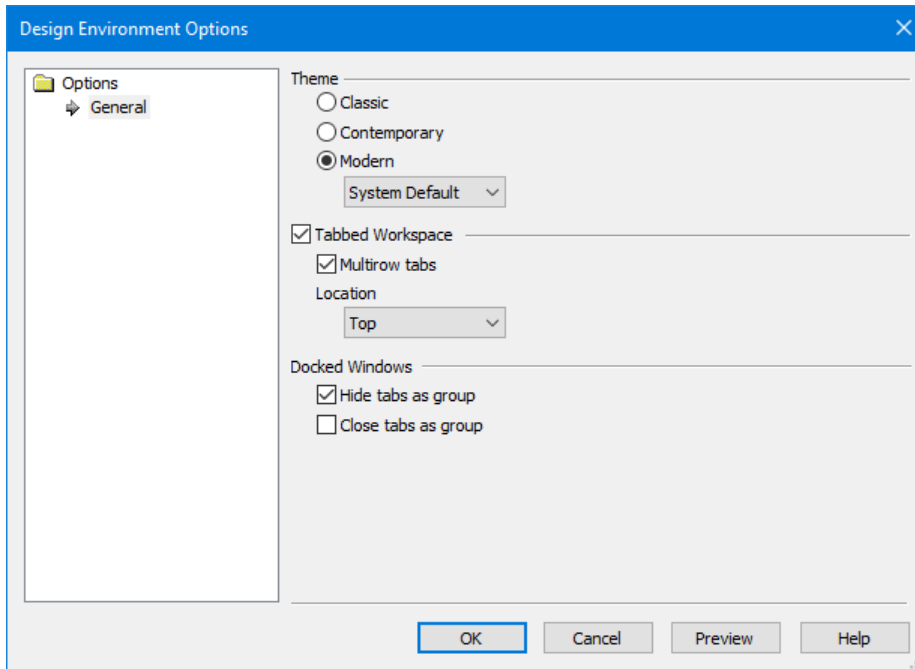 Design Environment Options
Options
General
Theme
Classic
Contemporary
Modern
System Default
Tabbed Workspace
Multirow tabs
Location
Top
Docked Windows
Hide tabs as group
Close tabs as group
OK Cancel Preview Help